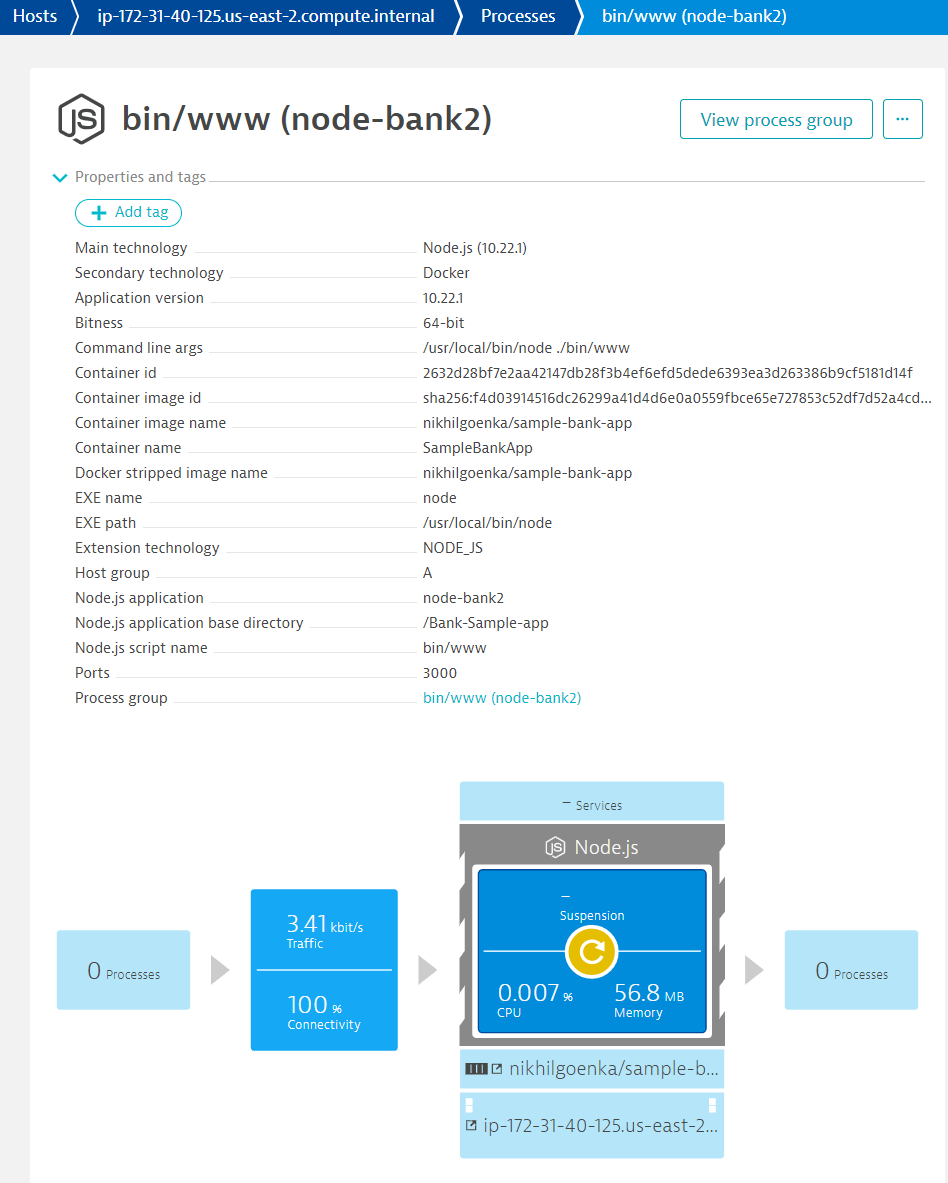 Hosts ip-172-31-40-125.us-east-2.compute.internal Processes bin/www (node-bank2)
JS bin/www (node-bank2) View process group ...
Properties and tags
+ Add tag
Main technology Node.js (10.22.1)
Secondary technology Docker
Application version 10.22.1
Bitness 64-bit
Command line args /usr/local/bin/node ./bin/www
Container id 2632d28bf7e2aa42147db28f3b4ef6efd5dede6393ea3d263386b9cf5181d14f
Container image id sha256:f4d03914516dc26299a41d4d6e0a0559fbce65e727853c52df7d52a4cd...
Container image name nikhilgoenka/sample-bank-app
Container name SampleBankApp
Docker stripped image name nikhilgoenka/sample-bank-app
EXE name node
EXE path /usr/local/bin/node
Extension technology NODE_JS
Host group A
Node.js application node-bank2
Node.js application base directory /Bank-Sample-app
Node.js script name bin/www
Ports 3000
Process group bin/www (node-bank2)
– Services
JS Node.js
–
Suspension
3.41 kbit/s
Traffic
0 Processes
0 Processes
0.007 % 56.8 MB
CPU Memory
100 %
Connectivity
nikhilgoenka/sample-b...
ip-172-31-40-125.us-east-2...